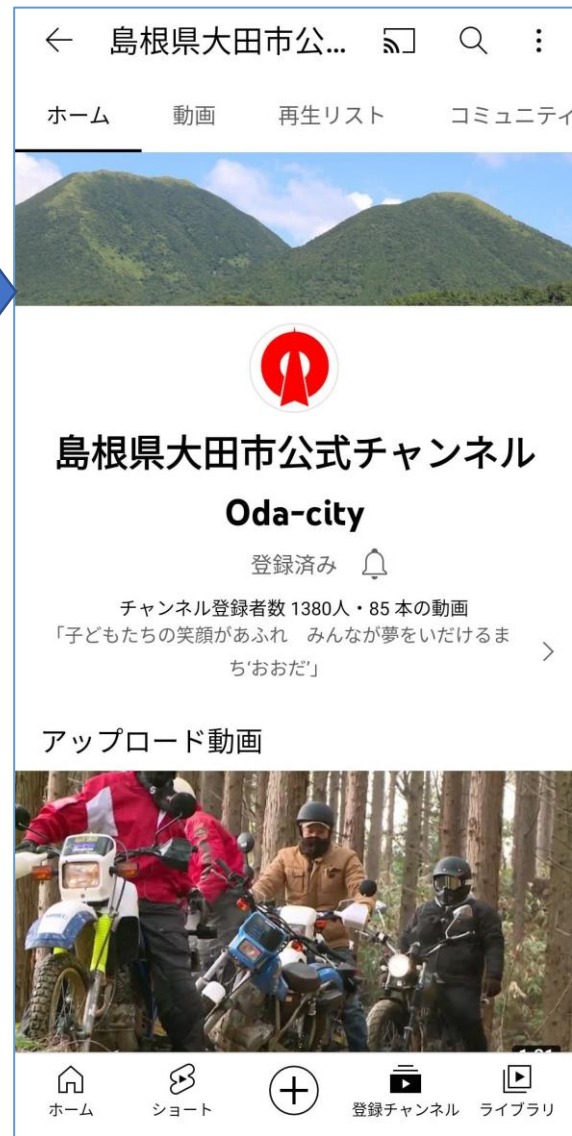 島根県大田市公...
ホーム 動画 再生リスト コミュニティ
島根県大田市公式チャンネル
Oda-city
登録済み
チャンネル登録者数 1380人・85 本の動画
「子どもたちの笑顔があふれ　みんなが夢をいだけるま
ち‘おおだ’」
アップロード動画
ホーム ショート 登録チャンネル ライブラリ